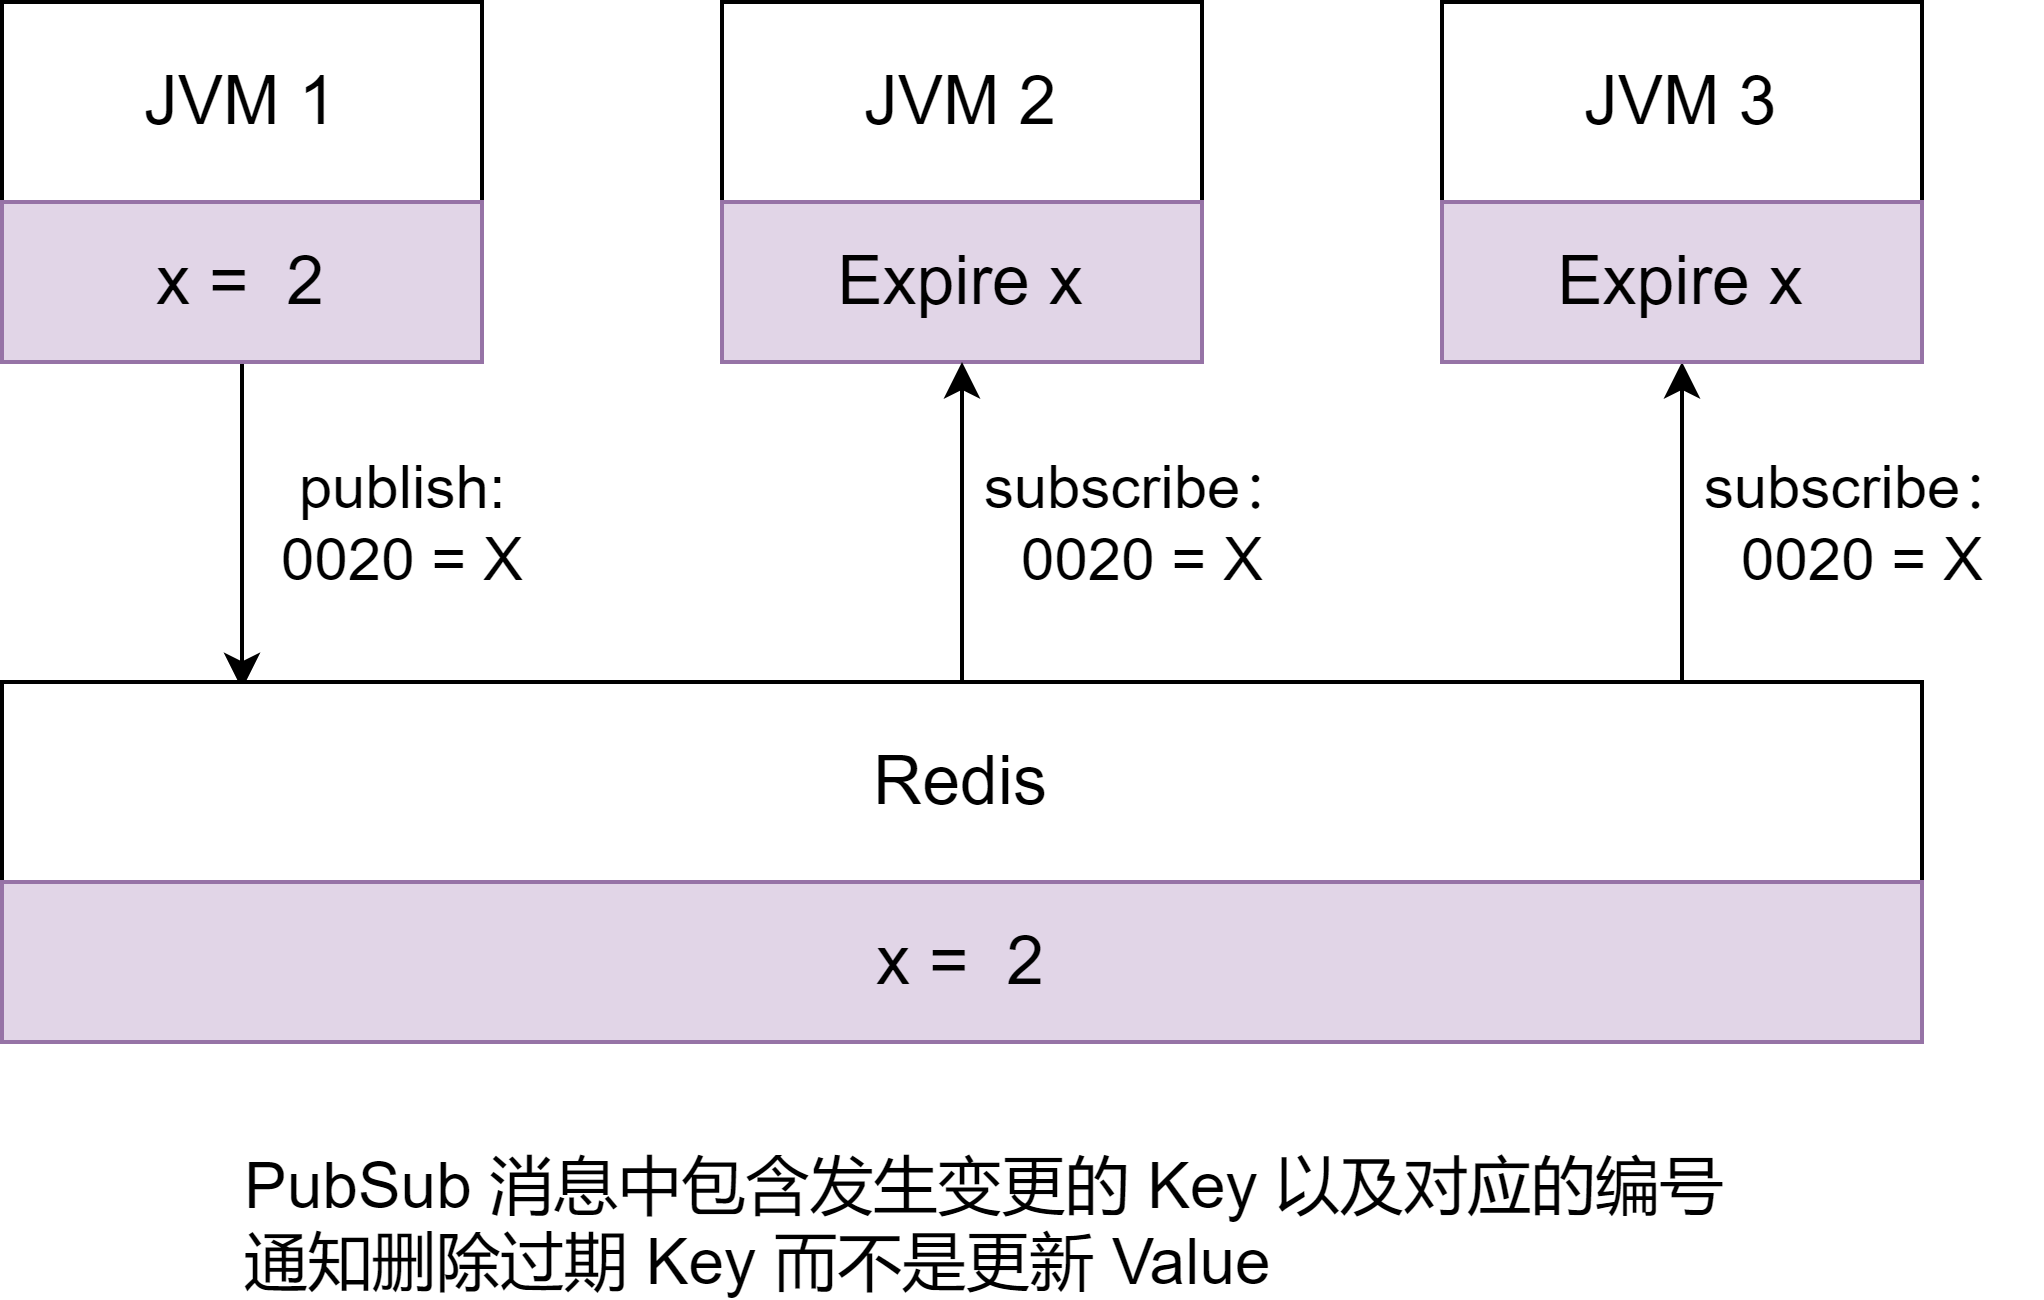 JVM 1
JVM 2
JVM 3
x =  2
Expire x
Expire x
publish:
0020 = X
subscribe：
0020 = X
subscribe：
0020 = X
Redis
x =  2
PubSub 消息中包含发生变更的 Key 以及对应的编号
通知删除过期 Key 而不是更新 Value